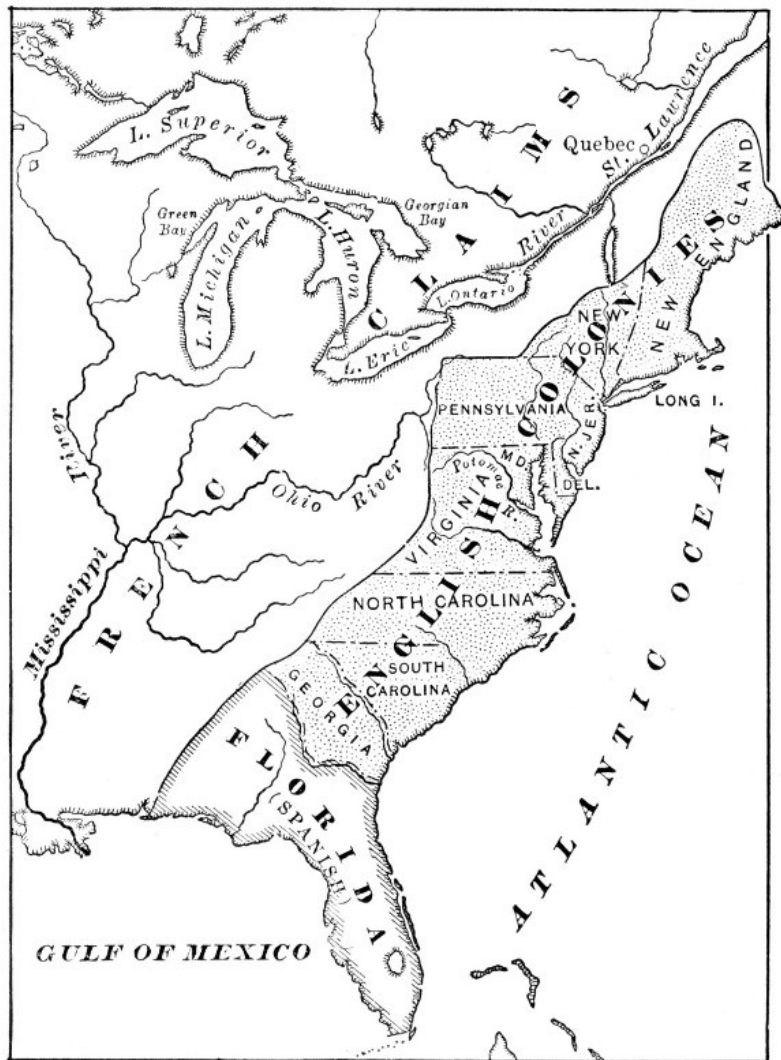 L. Superior
Quebec
St. Lawrence
River
Green
Bay
Georgian
Bay
L. Michigan
L. Huron
L. Ontario
L. Erie
FRENCH CLAIMS
NEW ENGLAND
NEW
YORK
LONG I.
PENNSYLVANIA
N. JER.
MD.
DEL.
Potomac
R.
VIRGINIA
Ohio River
Mississippi River
ENGLISH COLONIES
NORTH CAROLINA
SOUTH
CAROLINA
GEORGIA
FLORIDA
(SPANISH)
ATLANTIC OCEAN
GULF OF MEXICO